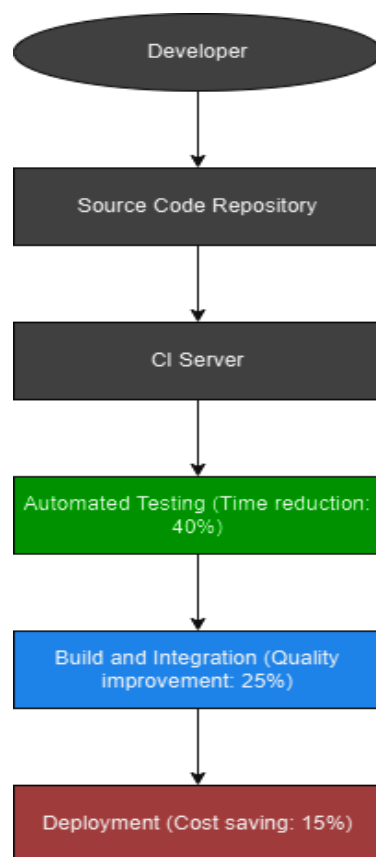 Developer
Source Code Repository
CI Server
Automated Testing (Time reduction:
40%)
Build and Integration (Quality
improvement: 25%)
Deployment (Cost saving: 15%)